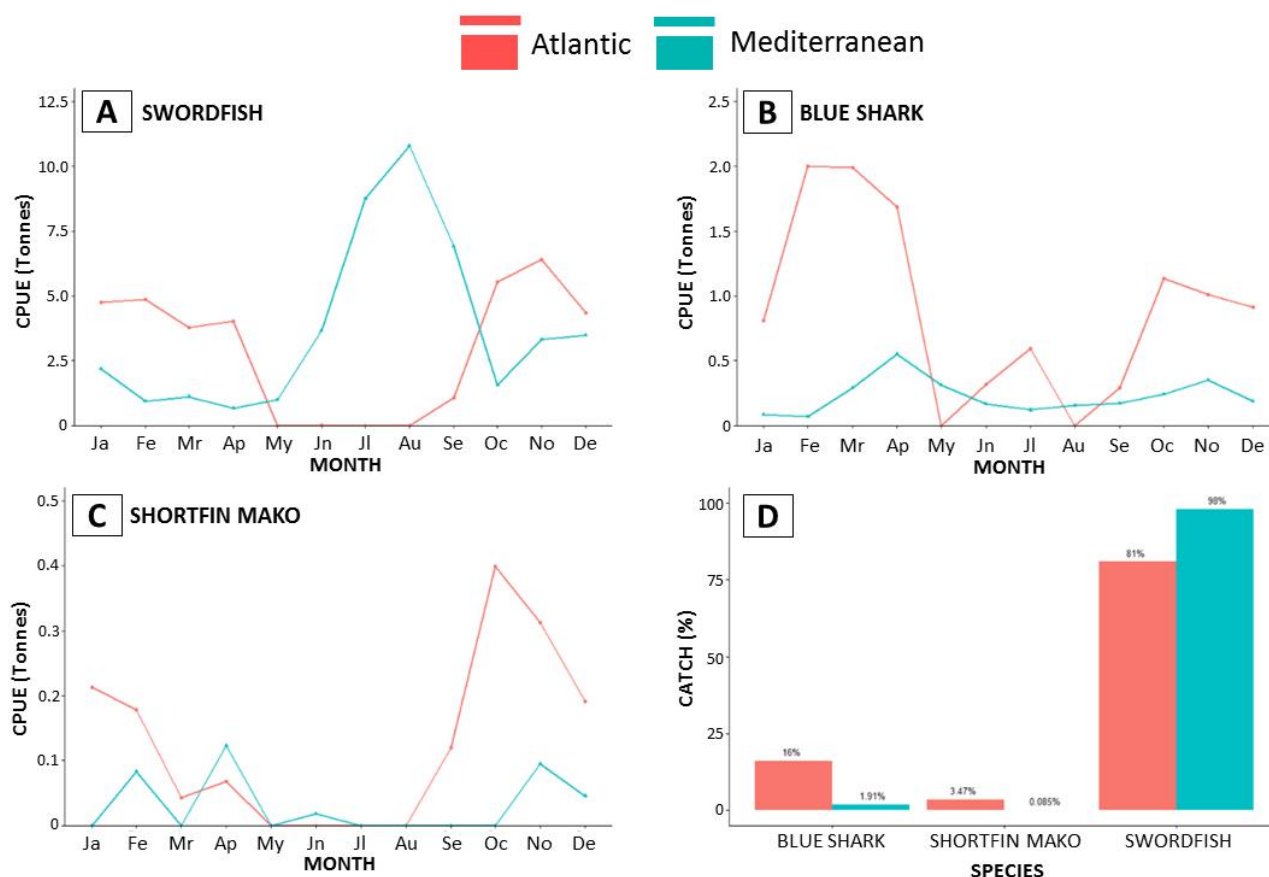 Atlantic Mediterranean
A SWORDFISH
12.5
10.0
7.5
5.0
2.5
0
CPUE (Tonnes)
Ja Fe Mr Ap My Jn Jl Au Se Oc No De
MONTH
B BLUE SHARK
2.5
2.0
1.5
1.0
0.5
0
CPUE (Tonnes)
Ja Fe Mr Ap My Jn Jl Au Se Oc No De
MONTH
C SHORTFIN MAKO
0.5
0.4
0.3
0.2
0.1
0
CPUE (Tonnes)
Ja Fe Mr Ap My Jn Jl Au Se Oc No De
MONTH
D
100
75
50
25
0
CATCH (%)
16%
1.91%
3.47%
0.085%
81%
98%
BLUE SHARK SHORTFIN MAKO SWORDFISH
SPECIES